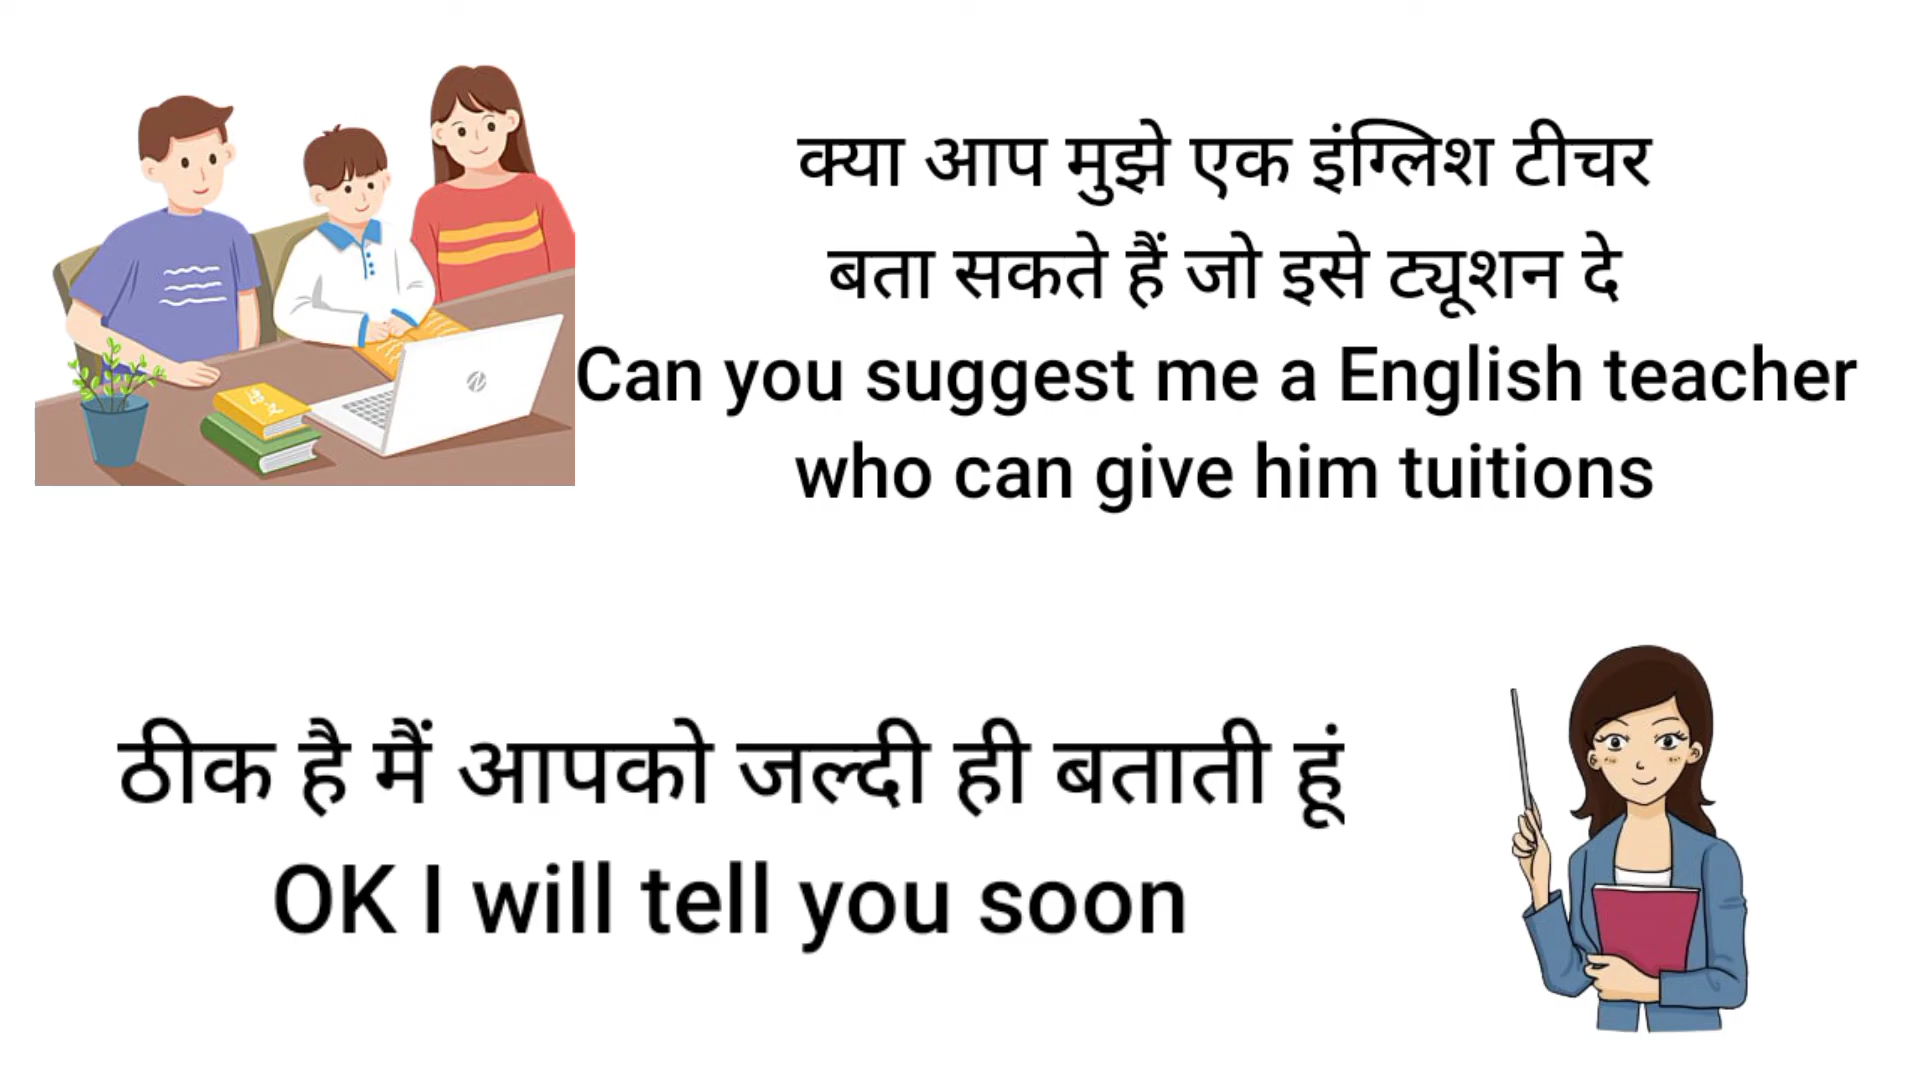 क्या आप मुझे एक इंग्लिश टीचर
बता सकते हैं जो इसे ट्यूशन दे
Can you suggest me a English teacher
who can give him tuitions
ठीक है मैं आपको जल्दी ही बताती हूं
OK I will tell you soon